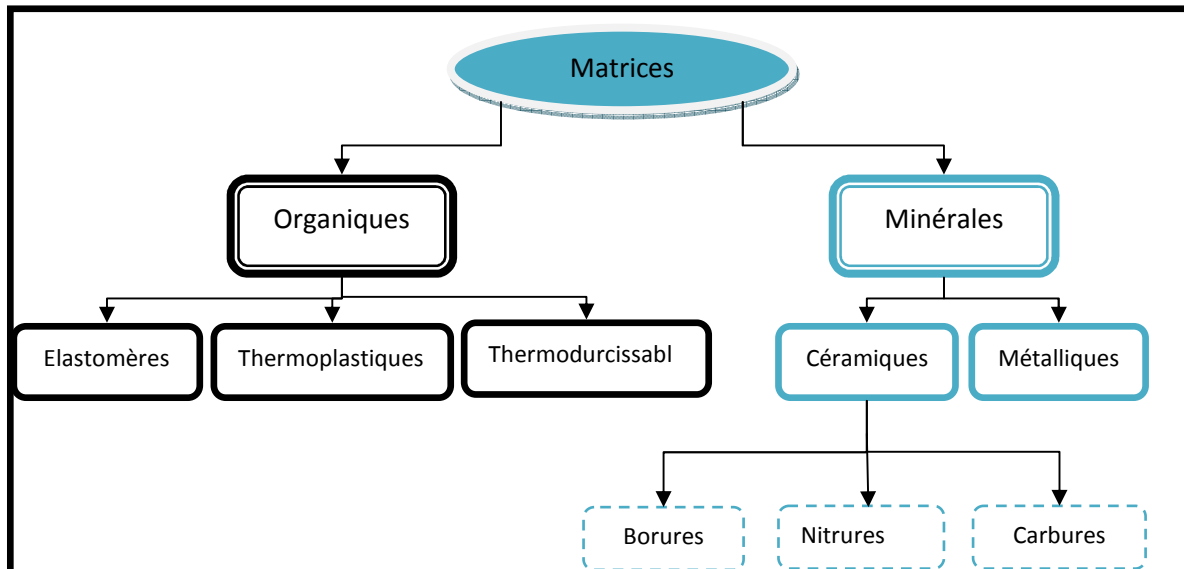 Matrices
Organiques
Minérales
Elastomères
Thermoplastiques
Thermodurcissabl
Céramiques
Métalliques
Borures
Nitrures
Carbures